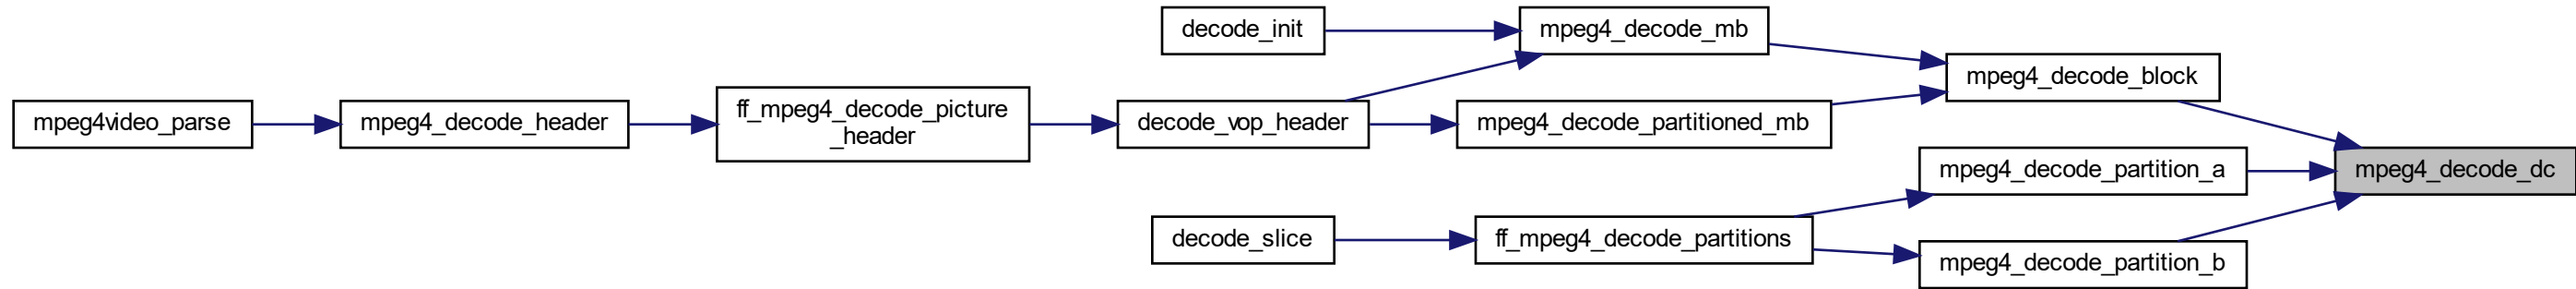 decode_init
mpeg4_decode_mb
mpeg4_decode_block
mpeg4video_parse
mpeg4_decode_header
ff_mpeg4_decode_picture
_header
decode_vop_header
mpeg4_decode_partitioned_mb
mpeg4_decode_partition_a
mpeg4_decode_dc
decode_slice
ff_mpeg4_decode_partitions
mpeg4_decode_partition_b